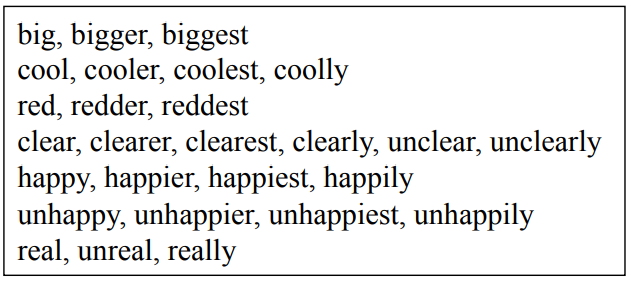 big, bigger, biggest
cool, cooler, coolest, coolly
red, redder, reddest
clear, clearer, clearest, clearly, unclear, unclearly
happy, happier, happiest, happily
unhappy, unhappier, unhappiest, unhappily
real, unreal, really